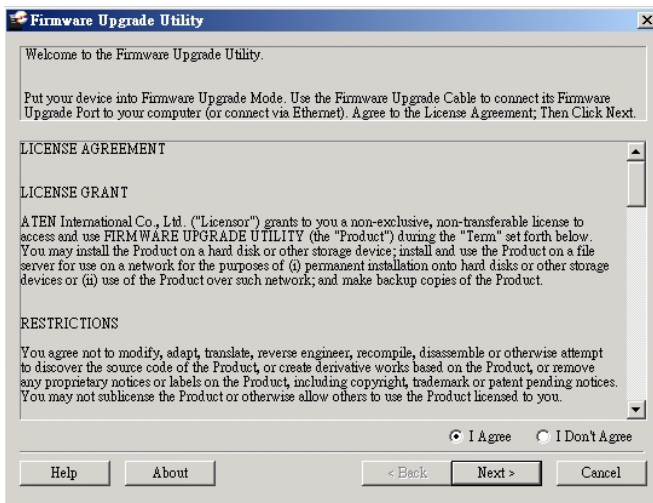 Firmware Upgrade Utility
Welcome to the Firmware Upgrade Utility.
Put your device into Firmware Upgrade Mode. Use the Firmware Upgrade Cable to connect its Firmware
Upgrade Port to your computer (or connect via Ethernet). Agree to the License Agreement; Then Click Next.
LICENSE AGREEMENT
LICENSE GRANT
ATEN International Co., Ltd. ("Licensor") grants to you a non-exclusive, non-transferable license to
access and use FIRMWARE UPGRADE UTILITY (the "Product") during the "Term" set forth below.
You may install the Product on a hard disk or other storage device; install and use the Product on a file
server for use on a network for the purposes of (i) permanent installation onto hard disks or other storage
devices or (ii) use of the Product over such network; and make backup copies of the Product.
RESTRICTIONS
You agree not to modify, adapt, translate, reverse engineer, recompile, disassemble or otherwise attempt
to discover the source code of the Product, or create derivative works based on the Product, or remove
any proprietary notices or labels on the Product, including copyright, trademark or patent pending notices.
You may not sublicense the Product or otherwise allow others to use the Product licensed to you.
I Agree I Don't Agree
Help About < Back Next > Cancel